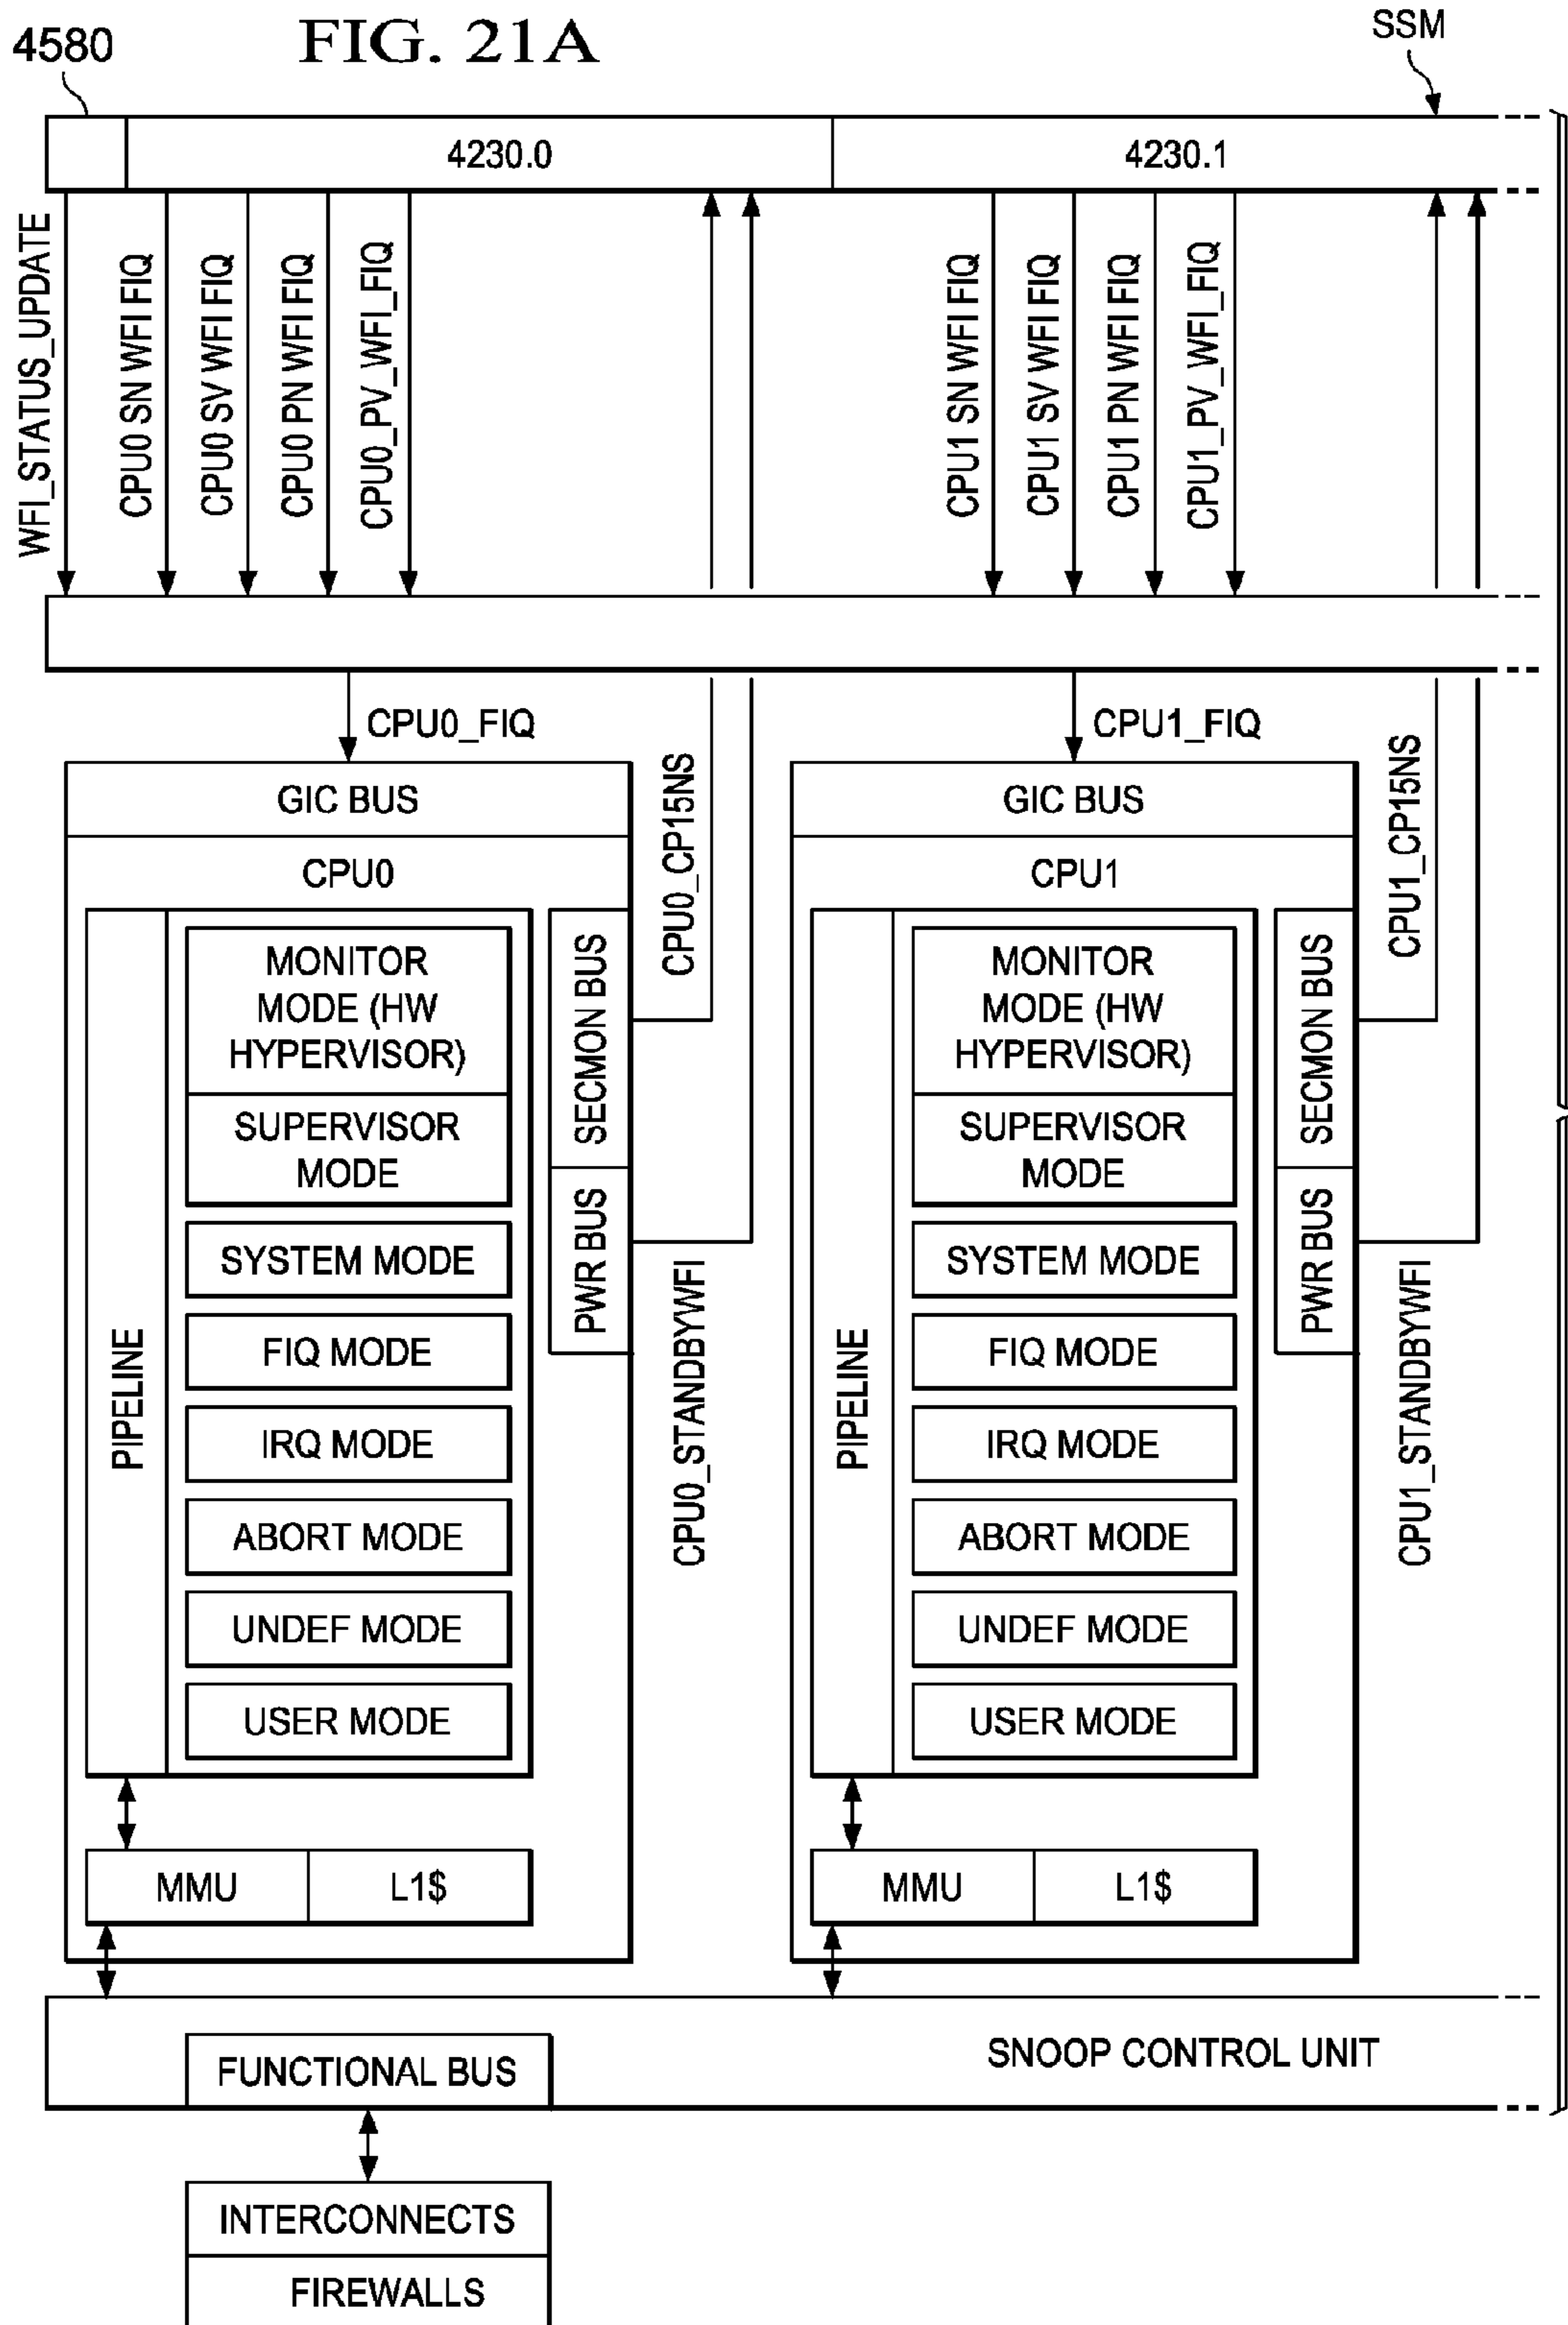 FIG. 21A
4580
SSM
4230.0
4230.1
WFI_STATUS_UPDATE
CPU0 SN WFI FIQ
CPU0 SV WFI FIQ
CPU0 PN WFI FIQ
CPU0_PV_WFI_FIQ
CPU1 SN WFI FIQ
CPU1 SV WFI FIQ
CPU1 PN WFI FIQ
CPU1_PV_WFI_FIQ
CPU0_FIQ
CPU1_FIQ
GIC BUS
CPU0
PIPELINE
MONITOR
MODE (HW
HYPERVISOR)
SUPERVISOR
MODE
SYSTEM MODE
FIQ MODE
IRQ MODE
ABORT MODE
UNDEF MODE
USER MODE
SECMON BUS
PWR BUS
CPU0_CP15NS
CPU0_STANDBYWFI
MMU
L1$
GIC BUS
CPU1
PIPELINE
MONITOR
MODE (HW
HYPERVISOR)
SUPERVISOR
MODE
SYSTEM MODE
FIQ MODE
IRQ MODE
ABORT MODE
UNDEF MODE
USER MODE
SECMON BUS
PWR BUS
CPU1_CP15NS
CPU1_STANDBYWFI
MMU
L1$
SNOOP CONTROL UNIT
FUNCTIONAL BUS
INTERCONNECTS
FIREWALLS